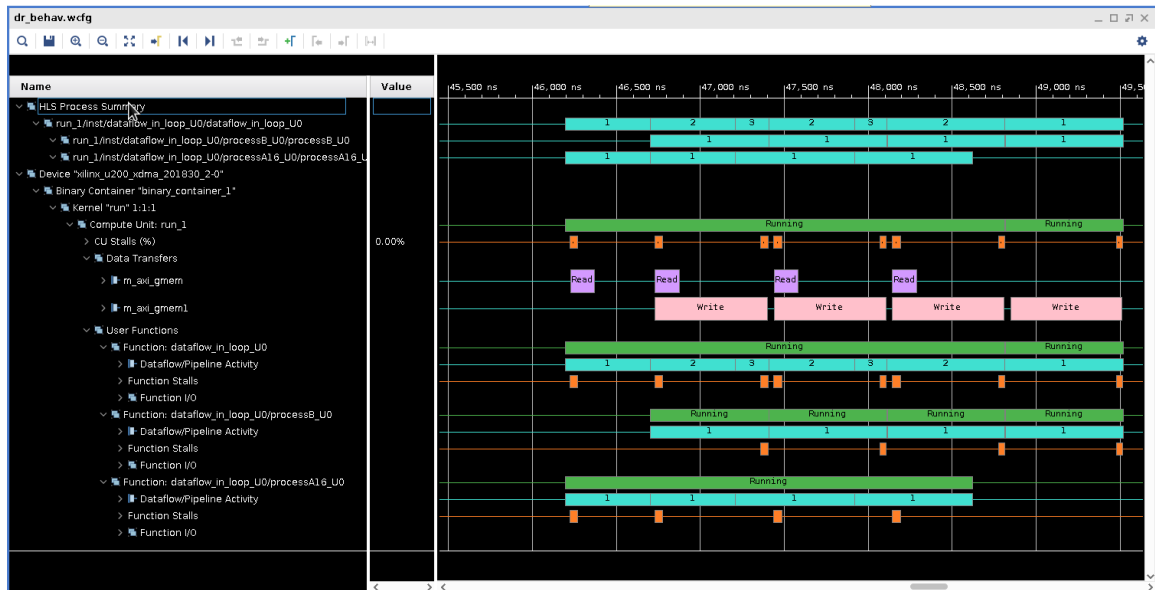 dr_behav.wcfg
Name Value 45,500 ns 46,000 ns 46,500 ns 47,000 ns 47,500 ns 48,000 ns 48,500 ns 49,000 ns 49,5
HLS Process Summary
run_1/inst/dataflow_in_loop_U0/dataflow_in_loop_U0 1 2 3 2 3 2 1
run_1/inst/dataflow_in_loop_U0/processB_U0/processB_U0 1 1 1 1
run_1/inst/dataflow_in_loop_U0/processA16_U0/processA16_U 1 1 1 1
Device "xilinx_u200_xdma_201830_2-0"
Binary Container "binary_container_1"
Kernel "run" 1:1:1
Compute Unit: run_1 Running Running
CU Stalls (%) 0.00%
Data Transfers
m_axi_gmem Read Read Read Read
m_axi_gmem1 Write Write Write Write
User Functions
Function: dataflow_in_loop_U0 Running Running
Dataflow/Pipeline Activity 1 2 3 2 3 2 1
Function Stalls
Function I/O
Function: dataflow_in_loop_U0/processB_U0 Running Running Running Running
Dataflow/Pipeline Activity 1 1 1 1
Function Stalls
Function I/O
Function: dataflow_in_loop_U0/processA16_U0 Running
Dataflow/Pipeline Activity 1 1 1 1
Function Stalls
Function I/O